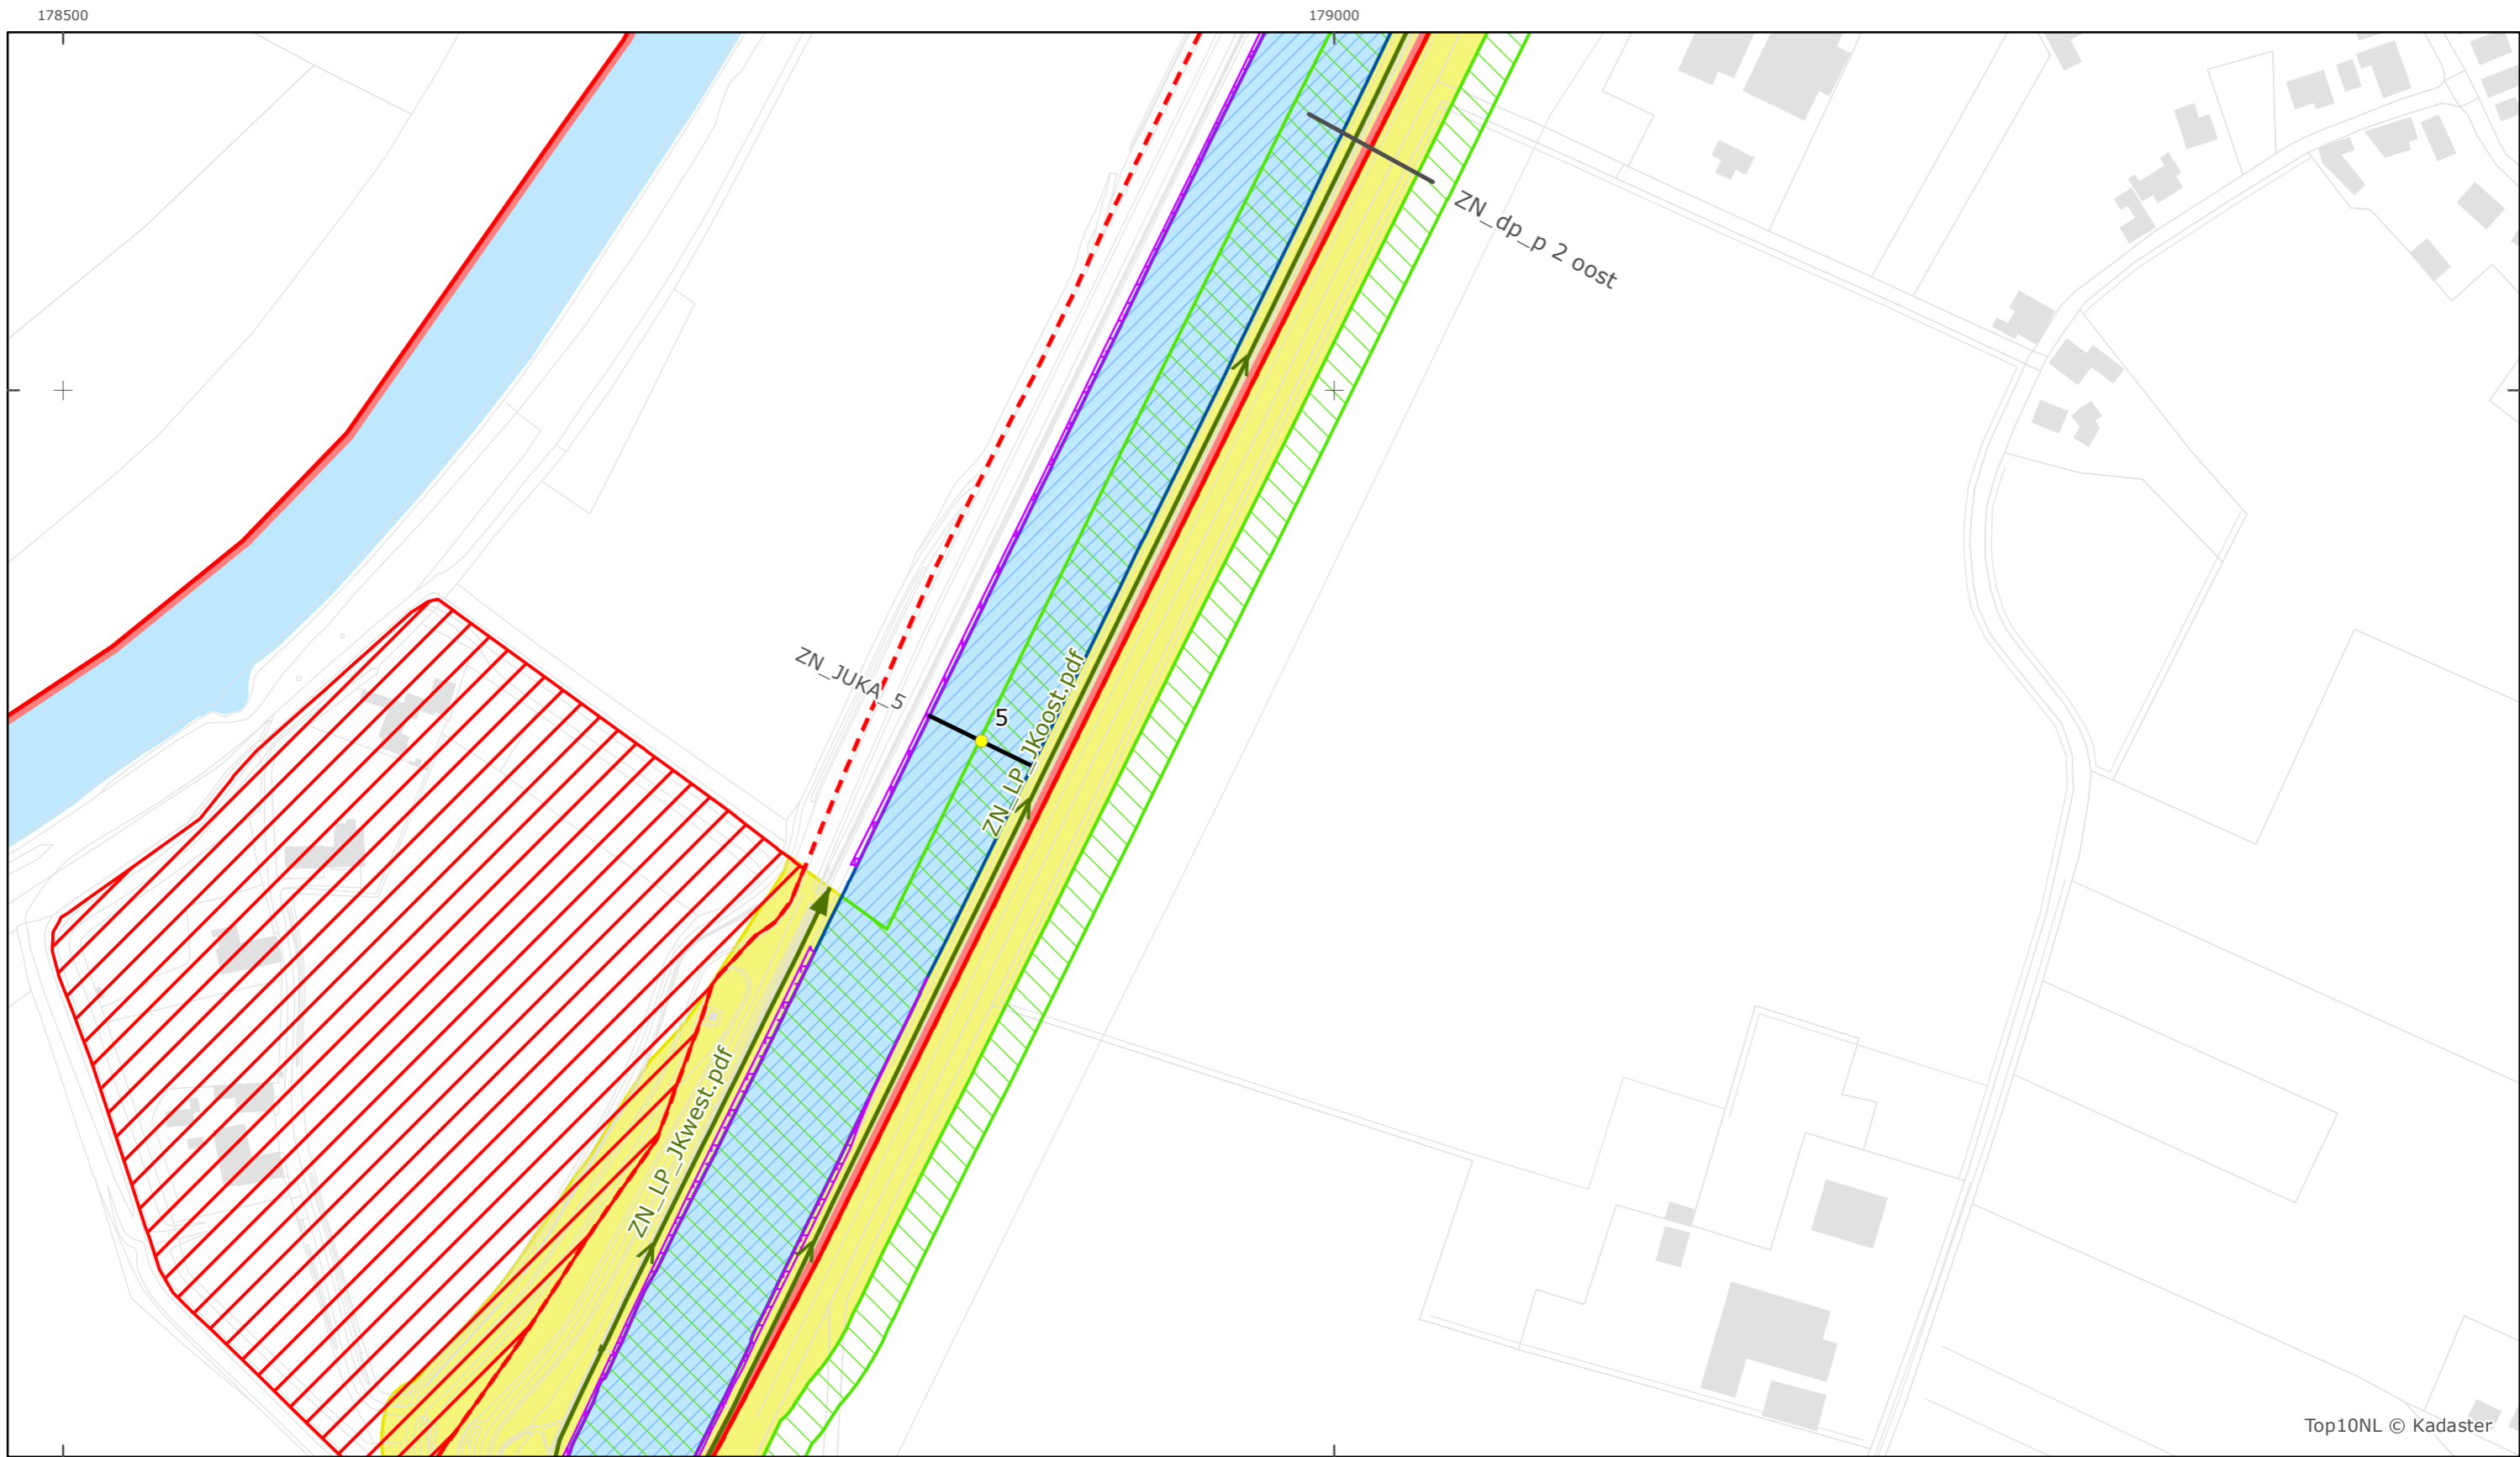 178500
179000
ZN_dp_p 2 oost
ZN_JUKA_5
5
ZN_LP_JKoost.pdf
ZN_LP_JKwest.pdf
Top10NL © Kadaster